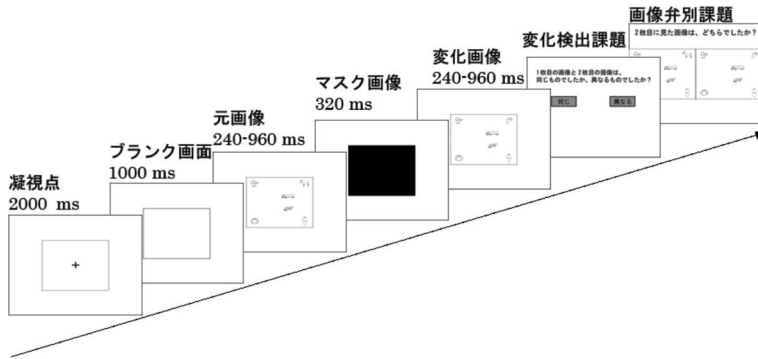 凝視点
2000 ms
ブランク画面
1000 ms
元画像
240-960 ms
マスク画像
320 ms
変化画像
240-960 ms
変化検出課題
1枚目の画像と2枚目の画像は、
同じものでしたか、異なるものでしたか？
同じ
異なる
画像弁別課題
2枚目に見た画像は、どちらでしたか？